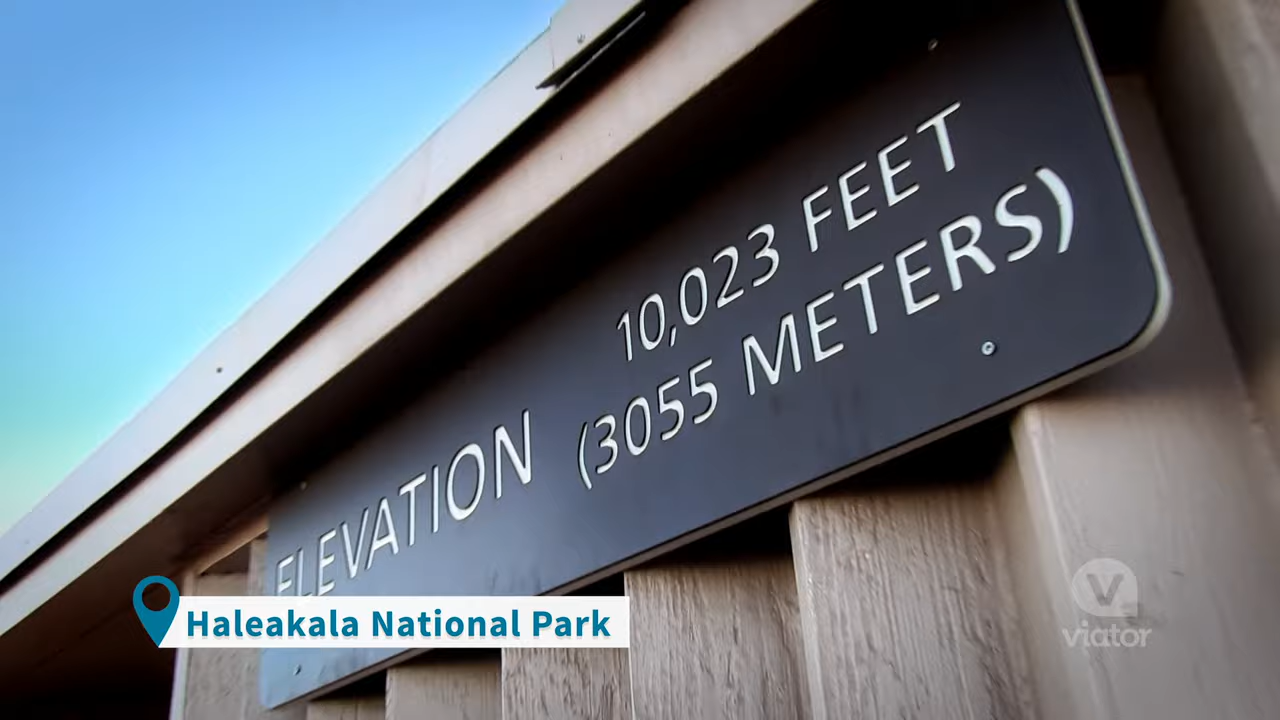 10,023 FEET
ELEVATION (3055 METERS)
Haleakala National Park
V
viator